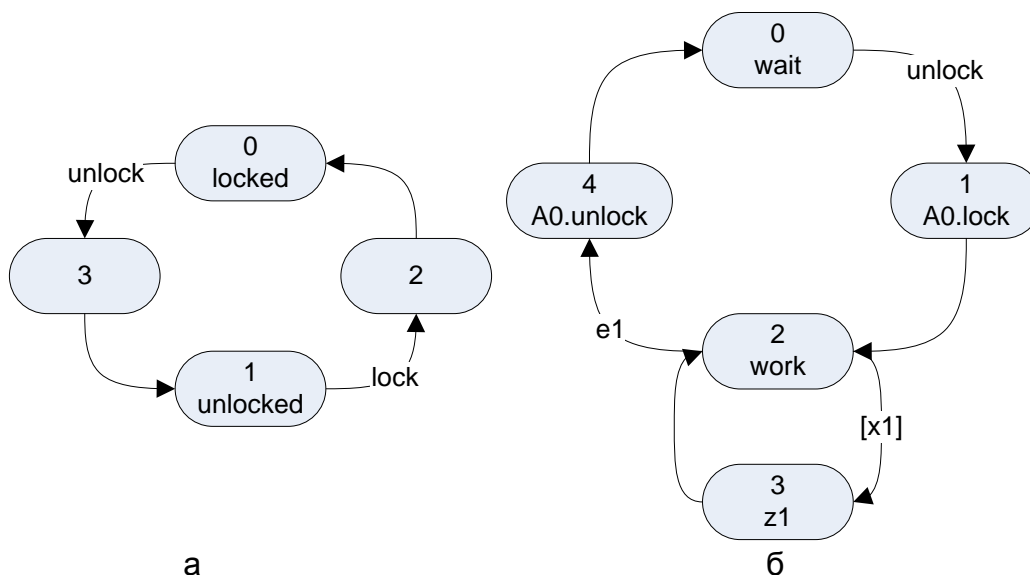 0
locked
unlock
3
2
1
unlocked
lock
а
0
wait
unlock
4
A0.unlock
1
A0.lock
e1
2
work
[x1]
3
z1
б